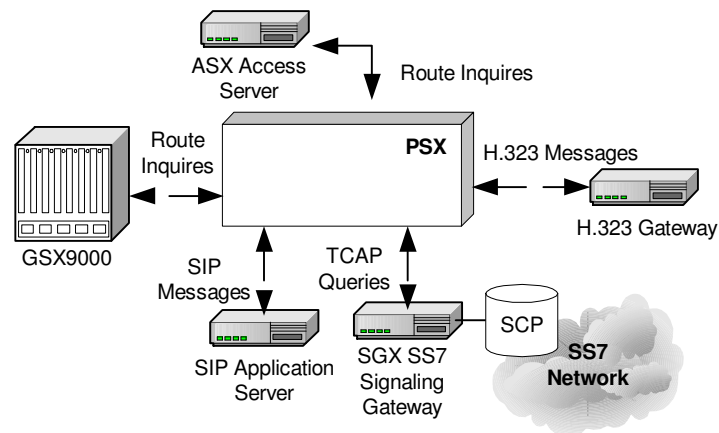 ASX Access
Server
Route Inquires
Route
Inquires
PSX
H.323 Messages
GSX9000
H.323 Gateway
SIP
Messages
TCAP
Queries
SIP Application
Server
SGX SS7
Signaling
Gateway
SCP
SS7
Network